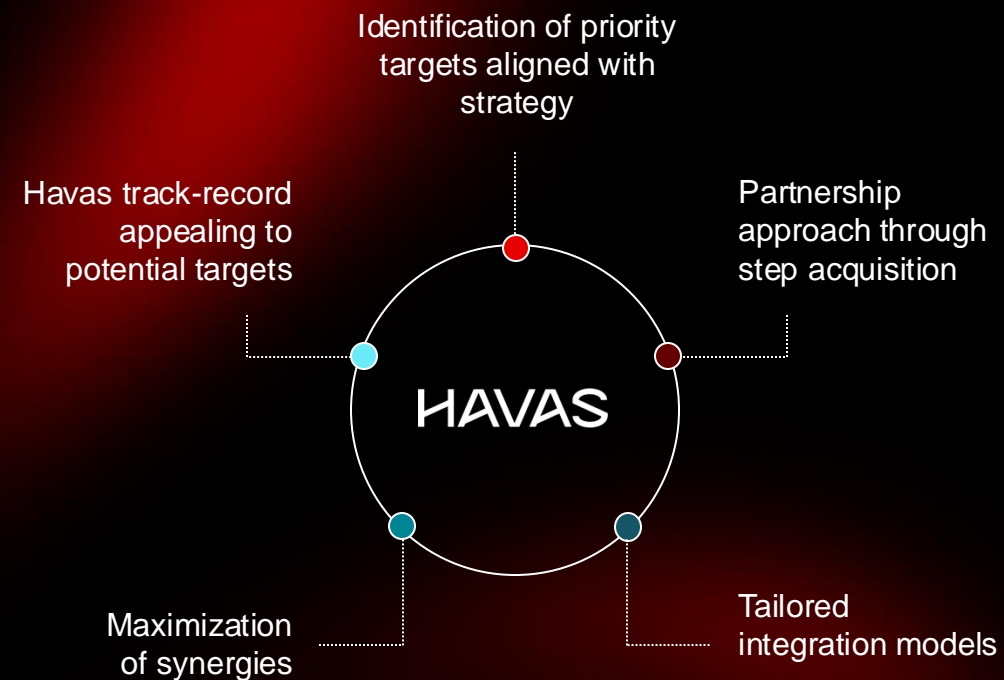 Identification of priority
targets aligned with
strategy
Havas track-record
appealing to
potential targets
Partnership
approach through
step acquisition
HAVAS
Maximization
of synergies
Tailored
integration models